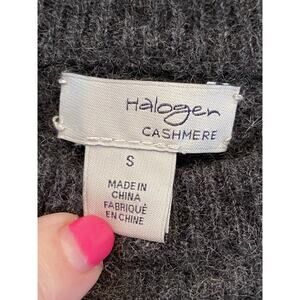 Halogen
CASHMERE
S
MADE IN
CHINA
FABRIQUÉ
EN CHINE